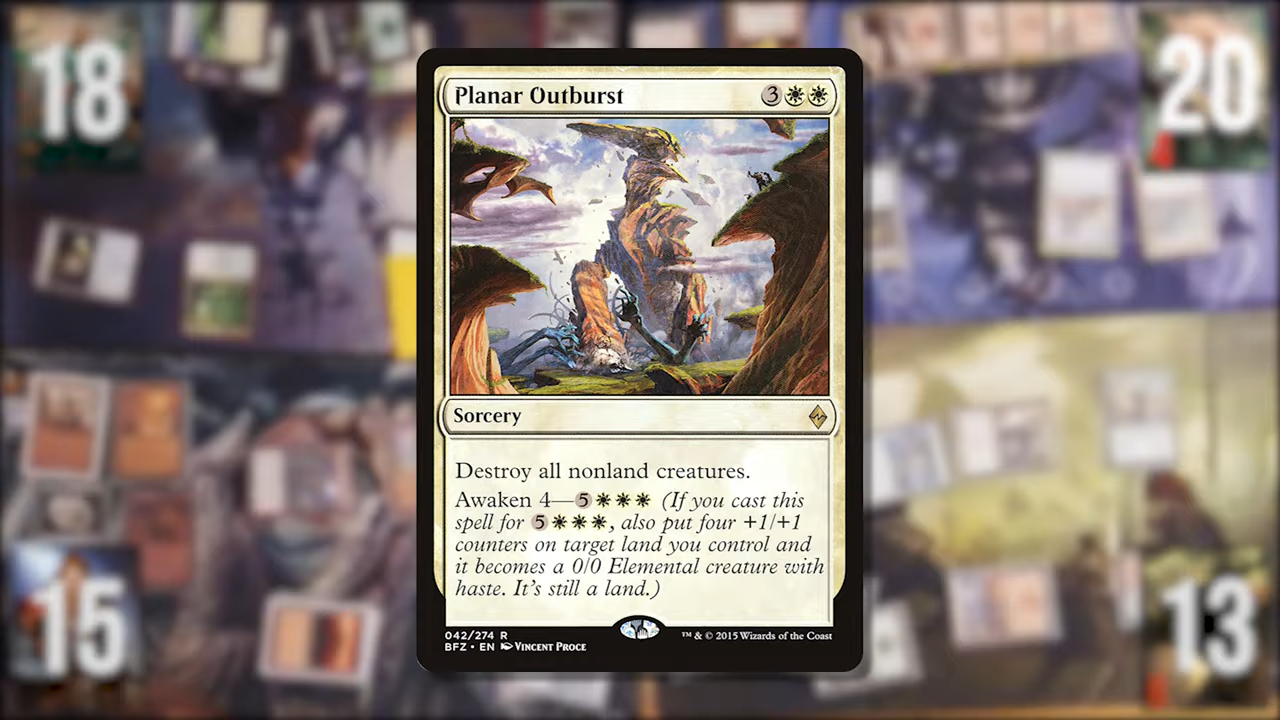 18
20
Planar Outburst 3
Sorcery
Destroy all nonland creatures.
Awaken 4—5 (If you cast this
spell for 5, also put four +1/+1
counters on target land you control and
it becomes a 0/0 Elemental creature with
haste. It's still a land.)
042/274 R
BFZ • EN Vincent Proce
™ & © 2015 Wizards of the Coast
15
13